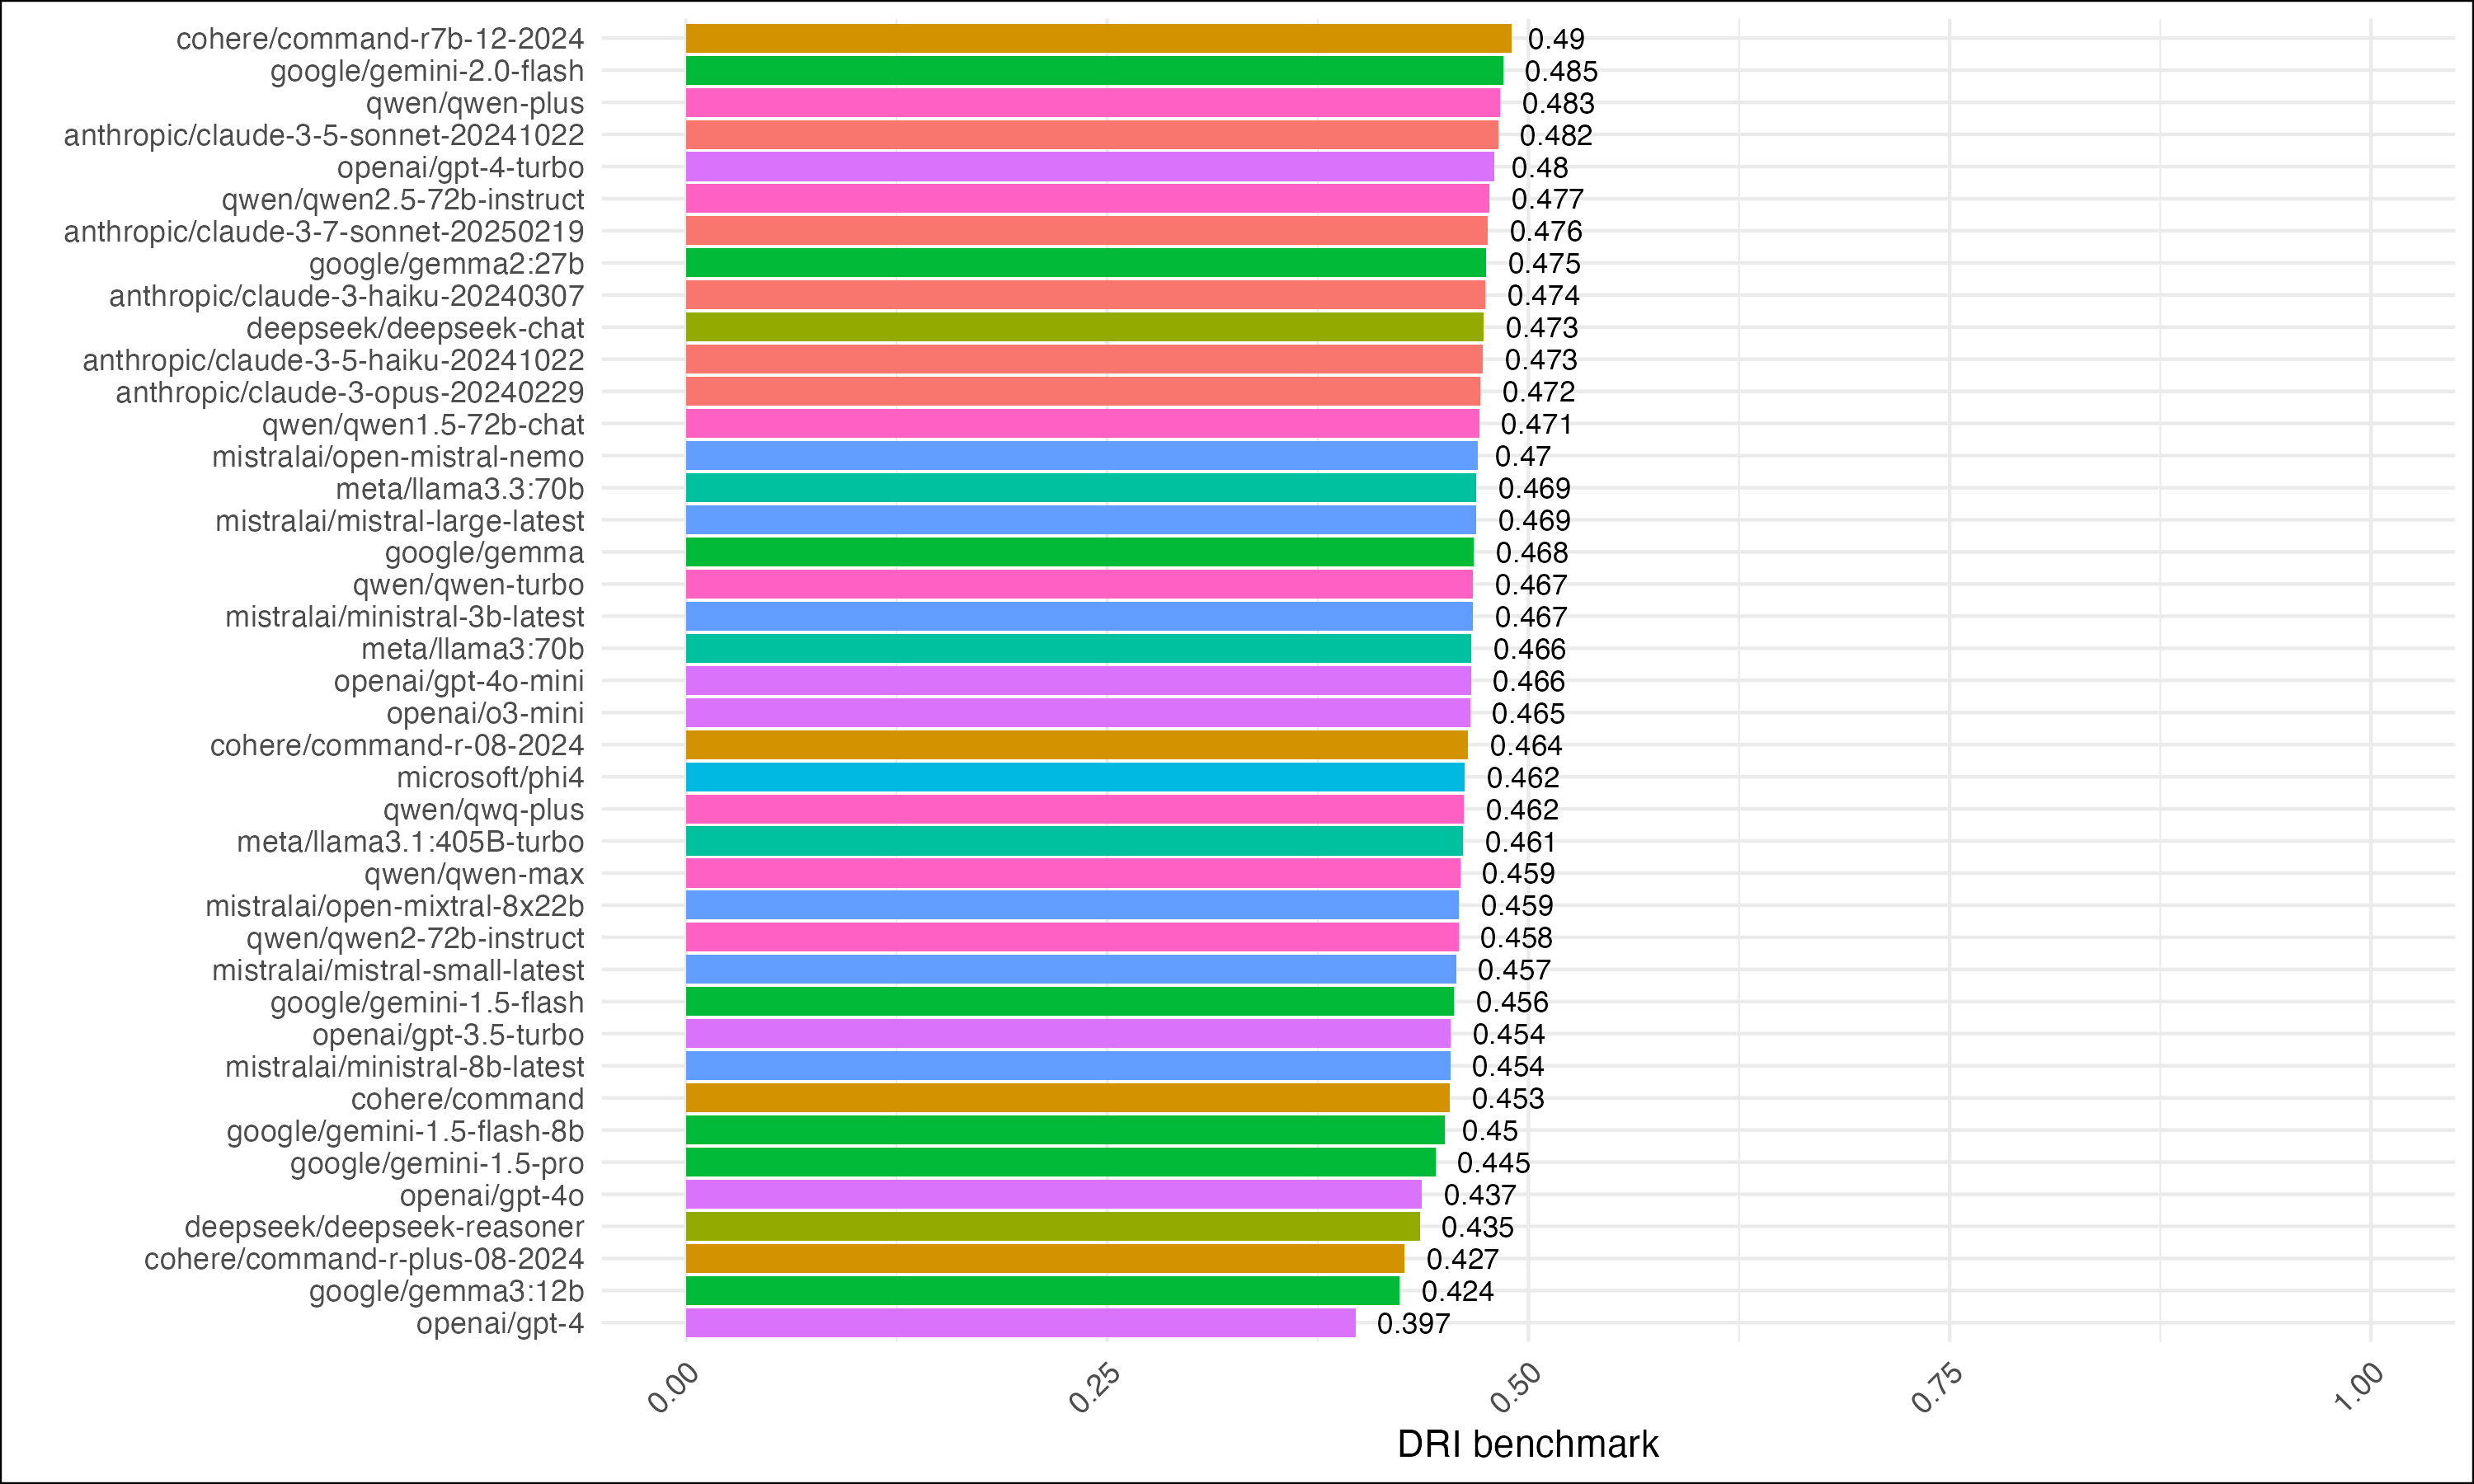 cohere/command-r7b-12-2024 0.49
google/gemini-2.0-flash 0.485
qwen/qwen-plus 0.483
anthropic/claude-3-5-sonnet-20241022 0.482
openai/gpt-4-turbo 0.48
qwen/qwen2.5-72b-instruct 0.477
anthropic/claude-3-7-sonnet-20250219 0.476
google/gemma2:27b 0.475
anthropic/claude-3-haiku-20240307 0.474
deepseek/deepseek-chat 0.473
anthropic/claude-3-5-haiku-20241022 0.473
anthropic/claude-3-opus-20240229 0.472
qwen/qwen1.5-72b-chat 0.471
mistralai/open-mistral-nemo 0.47
meta/llama3.3:70b 0.469
mistralai/mistral-large-latest 0.469
google/gemma 0.468
qwen/qwen-turbo 0.467
mistralai/ministral-3b-latest 0.467
meta/llama3:70b 0.466
openai/gpt-4o-mini 0.466
openai/o3-mini 0.465
cohere/command-r-08-2024 0.464
microsoft/phi4 0.462
qwen/qwq-plus 0.462
meta/llama3.1:405B-turbo 0.461
qwen/qwen-max 0.459
mistralai/open-mixtral-8x22b 0.459
qwen/qwen2-72b-instruct 0.458
mistralai/mistral-small-latest 0.457
google/gemini-1.5-flash 0.456
openai/gpt-3.5-turbo 0.454
mistralai/ministral-8b-latest 0.454
cohere/command 0.453
google/gemini-1.5-flash-8b 0.45
google/gemini-1.5-pro 0.445
openai/gpt-4o 0.437
deepseek/deepseek-reasoner 0.435
cohere/command-r-plus-08-2024 0.427
google/gemma3:12b 0.424
openai/gpt-4 0.397
0.00 0.25 0.50 0.75 1.00
DRI benchmark